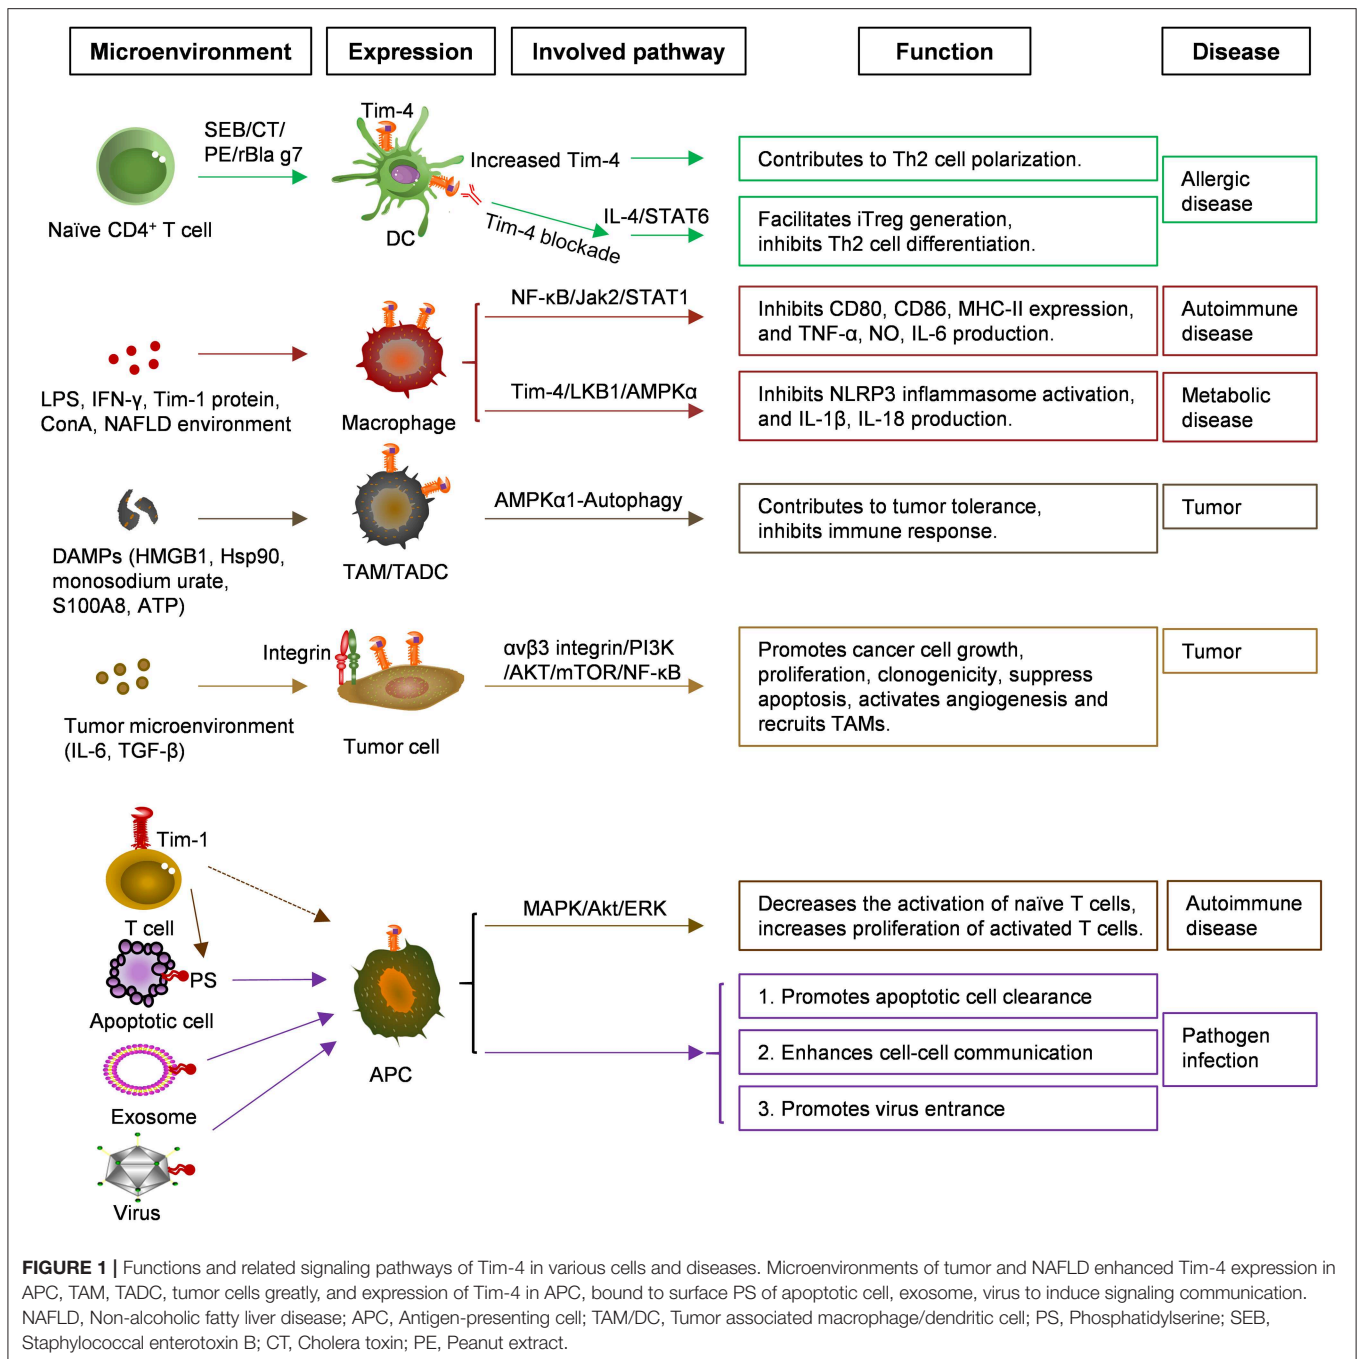 Microenvironment
Expression
Involved pathway
Function
Disease
SEB/CT/
PE/rBla g7
Naïve CD4⁺ T cell
Tim-4
DC
Increased Tim-4
Tim-4 blockade
IL-4/STAT6
Contributes to Th2 cell polarization.
Facilitates iTreg generation,
inhibits Th2 cell differentiation.
Allergic
disease
LPS, IFN-γ, Tim-1 protein,
ConA, NAFLD environment
Macrophage
NF-κB/Jak2/STAT1
Tim-4/LKB1/AMPKα
Inhibits CD80, CD86, MHC-II expression,
and TNF-α, NO, IL-6 production.
Autoimmune
disease
Inhibits NLRP3 inflammasome activation,
and IL-1β, IL-18 production.
Metabolic
disease
DAMPs (HMGB1, Hsp90,
monosodium urate,
S100A8, ATP)
TAM/TADC
AMPKα1-Autophagy
Contributes to tumor tolerance,
inhibits immune response.
Tumor
Tumor microenvironment
(IL-6, TGF-β)
Integrin
Tumor cell
αvβ3 integrin/PI3K
/AKT/mTOR/NF-κB
Promotes cancer cell growth,
proliferation, clonogenicity, suppress
apoptosis, activates angiogenesis and
recruits TAMs.
Tumor
Tim-1
T cell
PS
Apoptotic cell
Exosome
Virus
APC
MAPK/Akt/ERK
Decreases the activation of naïve T cells,
increases proliferation of activated T cells.
Autoimmune
disease
1. Promotes apoptotic cell clearance
2. Enhances cell-cell communication
3. Promotes virus entrance
Pathogen
infection
FIGURE 1 | Functions and related signaling pathways of Tim-4 in various cells and diseases. Microenvironments of tumor and NAFLD enhanced Tim-4 expression in
APC, TAM, TADC, tumor cells greatly, and expression of Tim-4 in APC, bound to surface PS of apoptotic cell, exosome, virus to induce signaling communication.
NAFLD, Non-alcoholic fatty liver disease; APC, Antigen-presenting cell; TAM/DC, Tumor associated macrophage/dendritic cell; PS, Phosphatidylserine; SEB,
Staphylococcal enterotoxin B; CT, Cholera toxin; PE, Peanut extract.